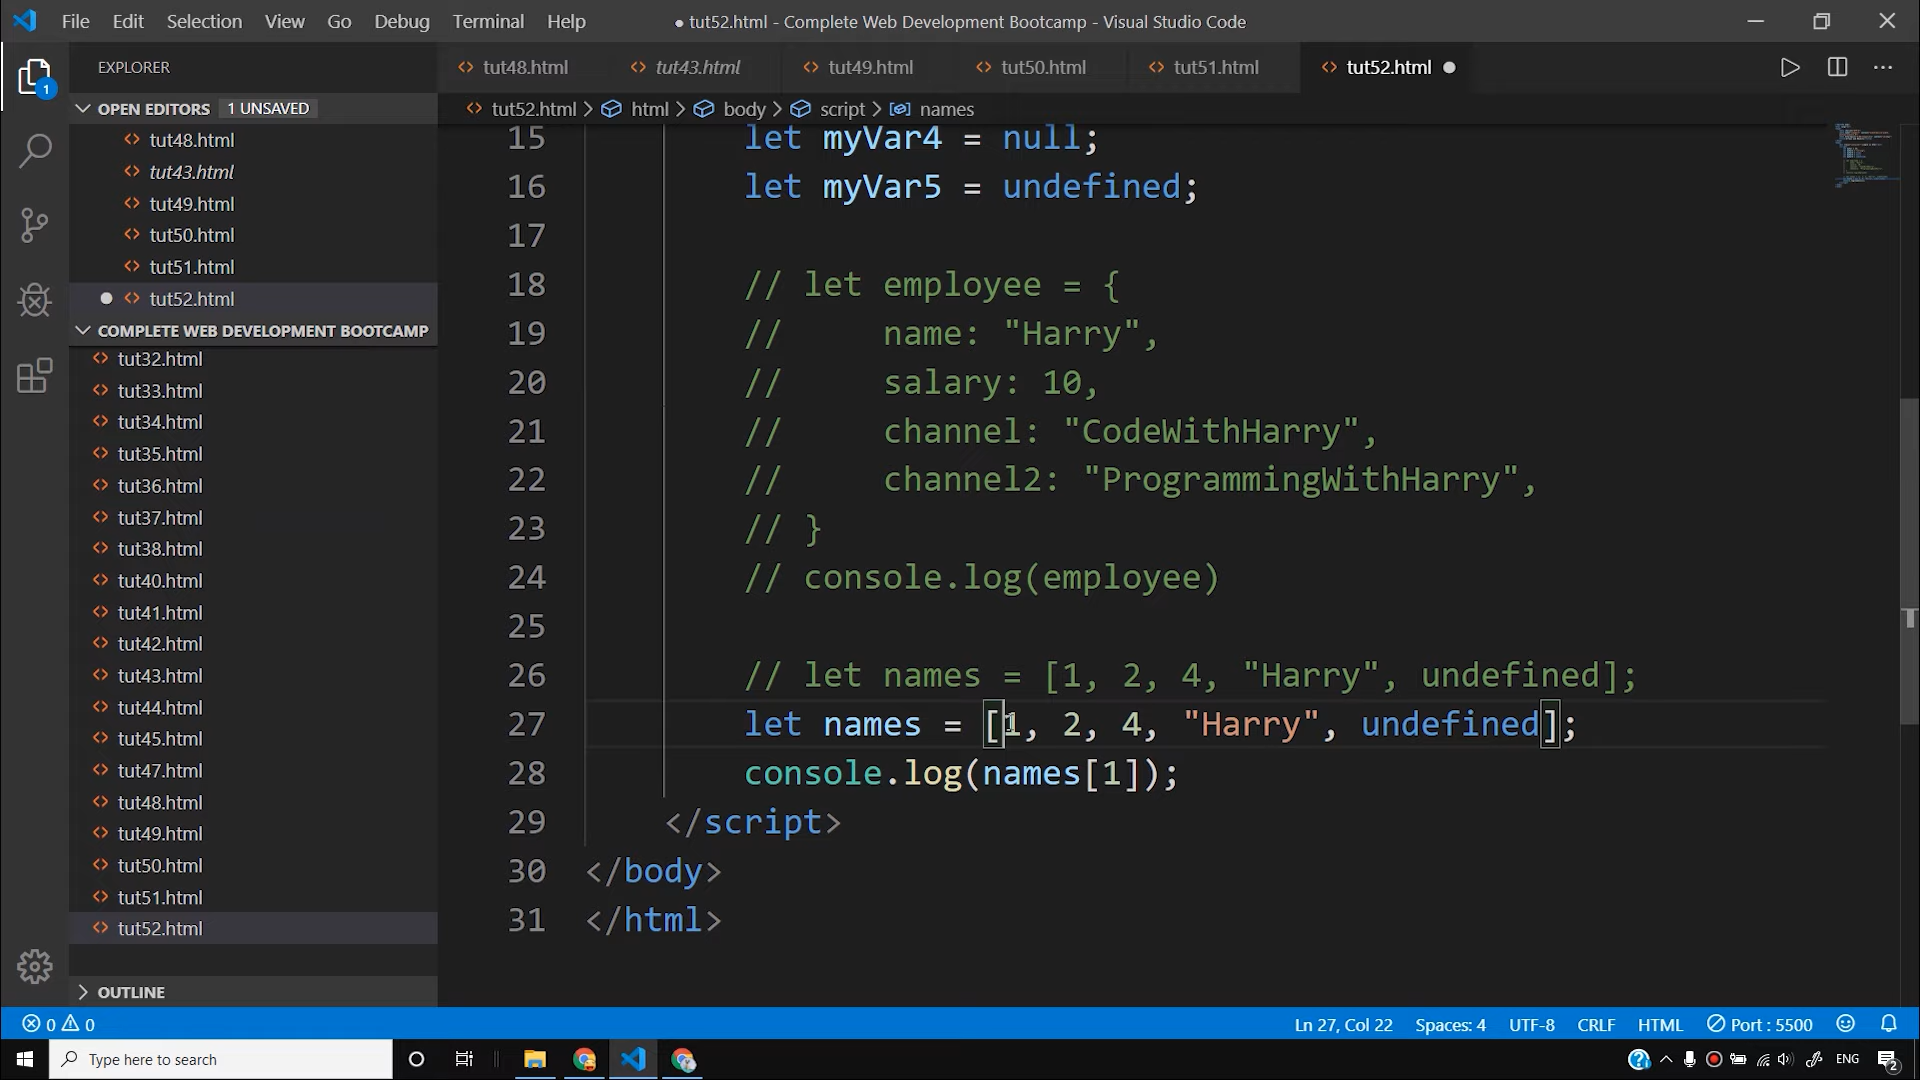 File Edit Selection View Go Debug Terminal Help
● tut52.html - Complete Web Development Bootcamp - Visual Studio Code
EXPLORER
1
OPEN EDITORS 1 UNSAVED
tut48.html
tut43.html
tut49.html
tut50.html
tut51.html
tut52.html
COMPLETE WEB DEVELOPMENT BOOTCAMP
tut32.html
tut33.html
tut34.html
tut35.html
tut36.html
tut37.html
tut38.html
tut40.html
tut41.html
tut42.html
tut43.html
tut44.html
tut45.html
tut47.html
tut48.html
tut49.html
tut50.html
tut51.html
tut52.html
OUTLINE
tut48.html tut43.html tut49.html tut50.html tut51.html tut52.html
tut52.html > html > body > script > names
15 let myVar4 = null;
16 let myVar5 = undefined;
17
18 // let employee = {
19 //     name: "Harry",
20 //     salary: 10,
21 //     channel: "CodeWithHarry",
22 //     channel2: "ProgrammingWithHarry",
23 // }
24 // console.log(employee)
25
26 // let names = [1, 2, 4, "Harry", undefined];
27 let names = [1, 2, 4, "Harry", undefined];
28 console.log(names[1]);
29 </script>
30 </body>
31 </html>
0 0
Ln 27, Col 22 Spaces: 4 UTF-8 CRLF HTML Port : 5500
Type here to search
ENG
2